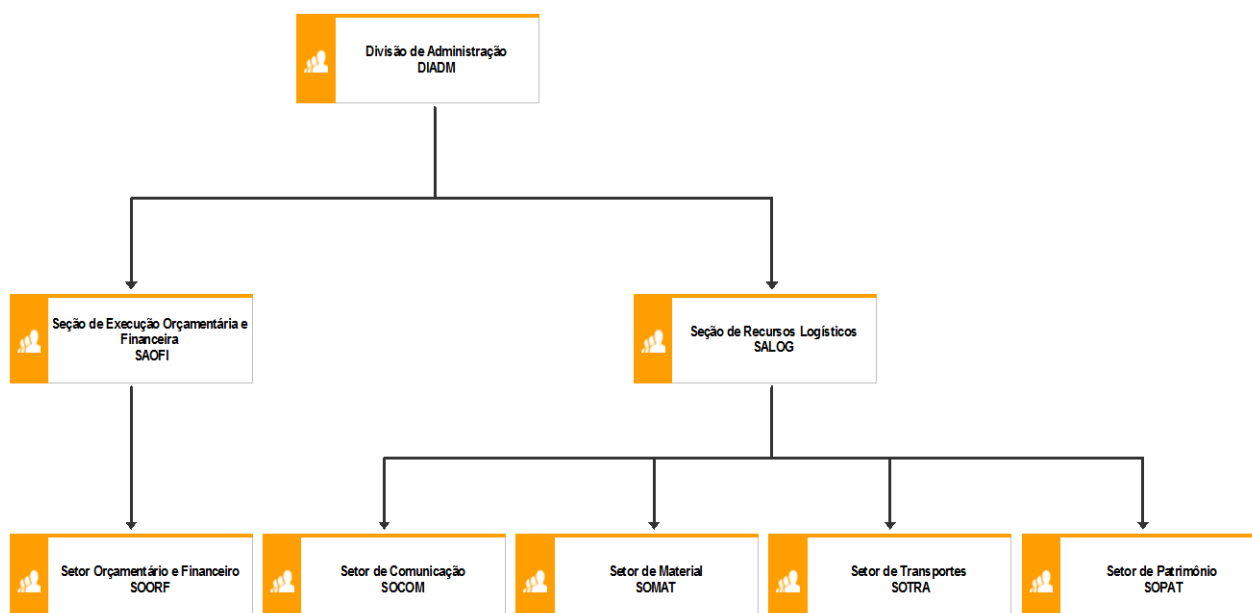 Divisão de Administração
DIADM
Seção de Execução Orçamentária e
Financeira
SAOFI
Seção de Recursos Logísticos
SALOG
Setor Orçamentário e Financeiro
SOORF
Setor de Comunicação
SOCOM
Setor de Material
SOMAT
Setor de Transportes
SOTRA
Setor de Patrimônio
SOPAT